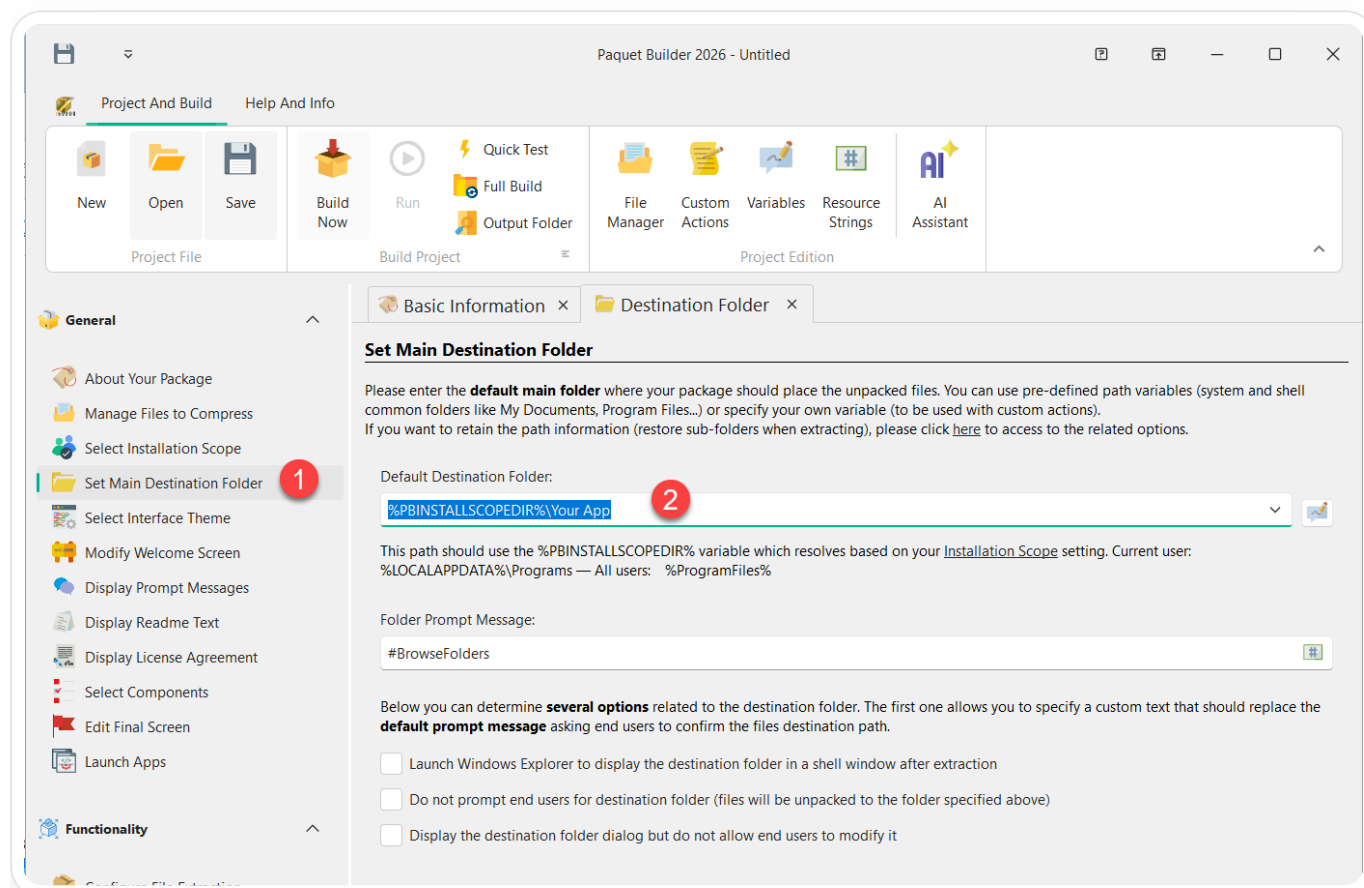 Paquet Builder 2026 - Untitled
Project And Build
Help And Info
New
Open
Save
Build Now
Run
Quick Test
Full Build
Output Folder
File Manager
Custom Actions
Variables
Resource Strings
AI
AI Assistant
Project File
Build Project
Project Edition
General
About Your Package
Manage Files to Compress
Select Installation Scope
Set Main Destination Folder
1
Select Interface Theme
Modify Welcome Screen
Display Prompt Messages
Display Readme Text
Display License Agreement
Select Components
Edit Final Screen
Launch Apps
Functionality
Configure File Extraction
Basic Information
Destination Folder
Set Main Destination Folder
Please enter the default main folder where your package should place the unpacked files. You can use pre-defined path variables (system and shell
common folders like My Documents, Program Files...) or specify your own variable (to be used with custom actions).
If you want to retain the path information (restore sub-folders when extracting), please click here to access to the related options.
Default Destination Folder:
%PBINSTALLSCOPEDIR%\Your App
2
This path should use the %PBINSTALLSCOPEDIR% variable which resolves based on your Installation Scope setting. Current user:
%LOCALAPPDATA%\Programs — All users: %ProgramFiles%
Folder Prompt Message:
#BrowseFolders
#
Below you can determine several options related to the destination folder. The first one allows you to specify a custom text that should replace the
default prompt message asking end users to confirm the files destination path.
Launch Windows Explorer to display the destination folder in a shell window after extraction
Do not prompt end users for destination folder (files will be unpacked to the folder specified above)
Display the destination folder dialog but do not allow end users to modify it